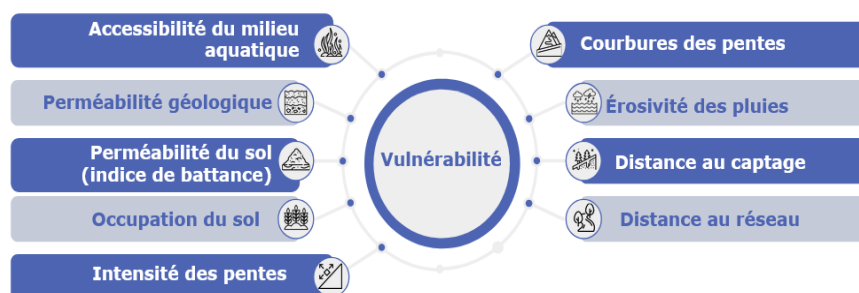 Accessibilité du milieu
aquatique
Perméabilité géologique
Perméabilité du sol
(indice de battance)
Occupation du sol
Intensité des pentes
Vulnérabilité
Courbures des pentes
Érosivité des pluies
Distance au captage
Distance au réseau